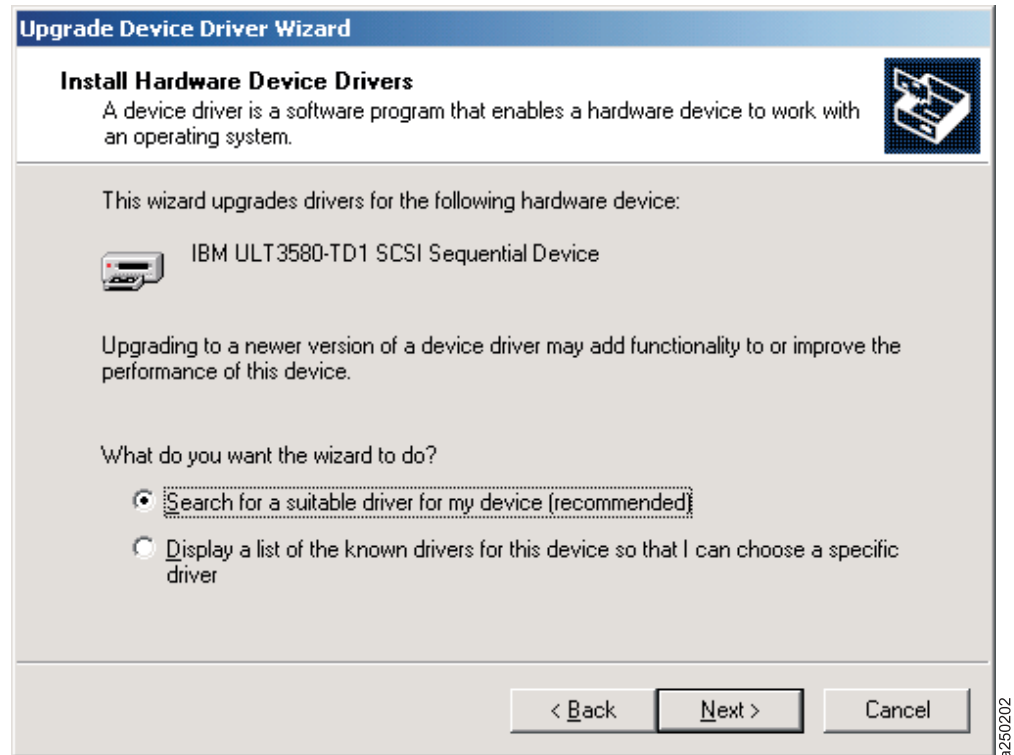 Upgrade Device Driver Wizard
Install Hardware Device Drivers
A device driver is a software program that enables a hardware device to work with
an operating system.
This wizard upgrades drivers for the following hardware device:
IBM ULT3580-TD1 SCSI Sequential Device
Upgrading to a newer version of a device driver may add functionality to or improve the
performance of this device.
What do you want the wizard to do?
Search for a suitable driver for my device (recommended)
Display a list of the known drivers for this device so that I can choose a specific
driver
< Back
Next >
Cancel
a250202